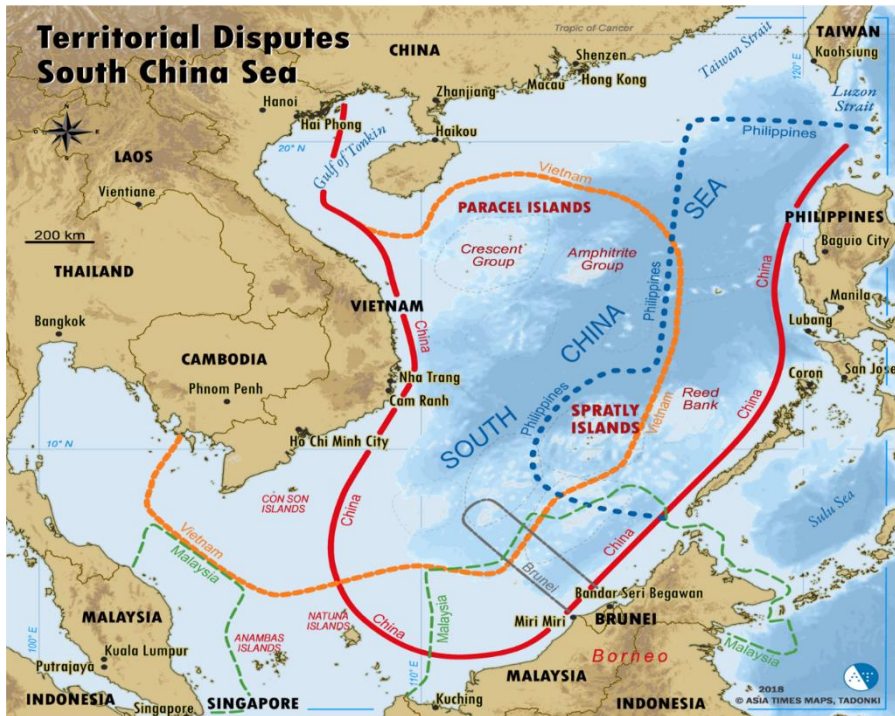 Territorial Disputes
South China Sea
CHINA
Tropic of Cancer
TAIWAN
Kaohsiung
Taiwan Strait
120° E
Luzon
Strait
Shenzen
Macau
Hong Kong
Zhanjiang
Hanoi
Hai Phong
Haikou
Gulf of Tonkin
20° N
Philippines
LAOS
Vientiane
Vietnam
PARACEL ISLANDS
Crescent
Group
Amphitrite
Group
SEA
PHILIPPINES
Baguio City
200 km
THAILAND
VIETNAM
China
Philippines
China
Manila
Lubang
Bangkok
CHINA
CAMBODIA
Phnom Penh
Nha Trang
Cam Ranh
Coron
San Jose
Philippines
SPRATLY
ISLANDS
Reed
Bank
China
Vietnam
SOUTH
Ho Chi Minh City
10° N
CON SON
ISLANDS
China
Sulu Sea
Vietnam
Malaysia
China
Brunei
Bandar Seri Begawan
MALAYSIA
NATUNA
ISLANDS
China
Malaysia
Miri Miri
BRUNEI
Malaysia
100° E
Kuala Lumpur
Putrajaya
ANAMBAS
ISLANDS
110° E
MALAYSIA
Borneo
INDONESIA
Singapore
SINGAPORE
Kuching
INDONESIA
2018
© ASIA TIMES MAPS, TADONKI